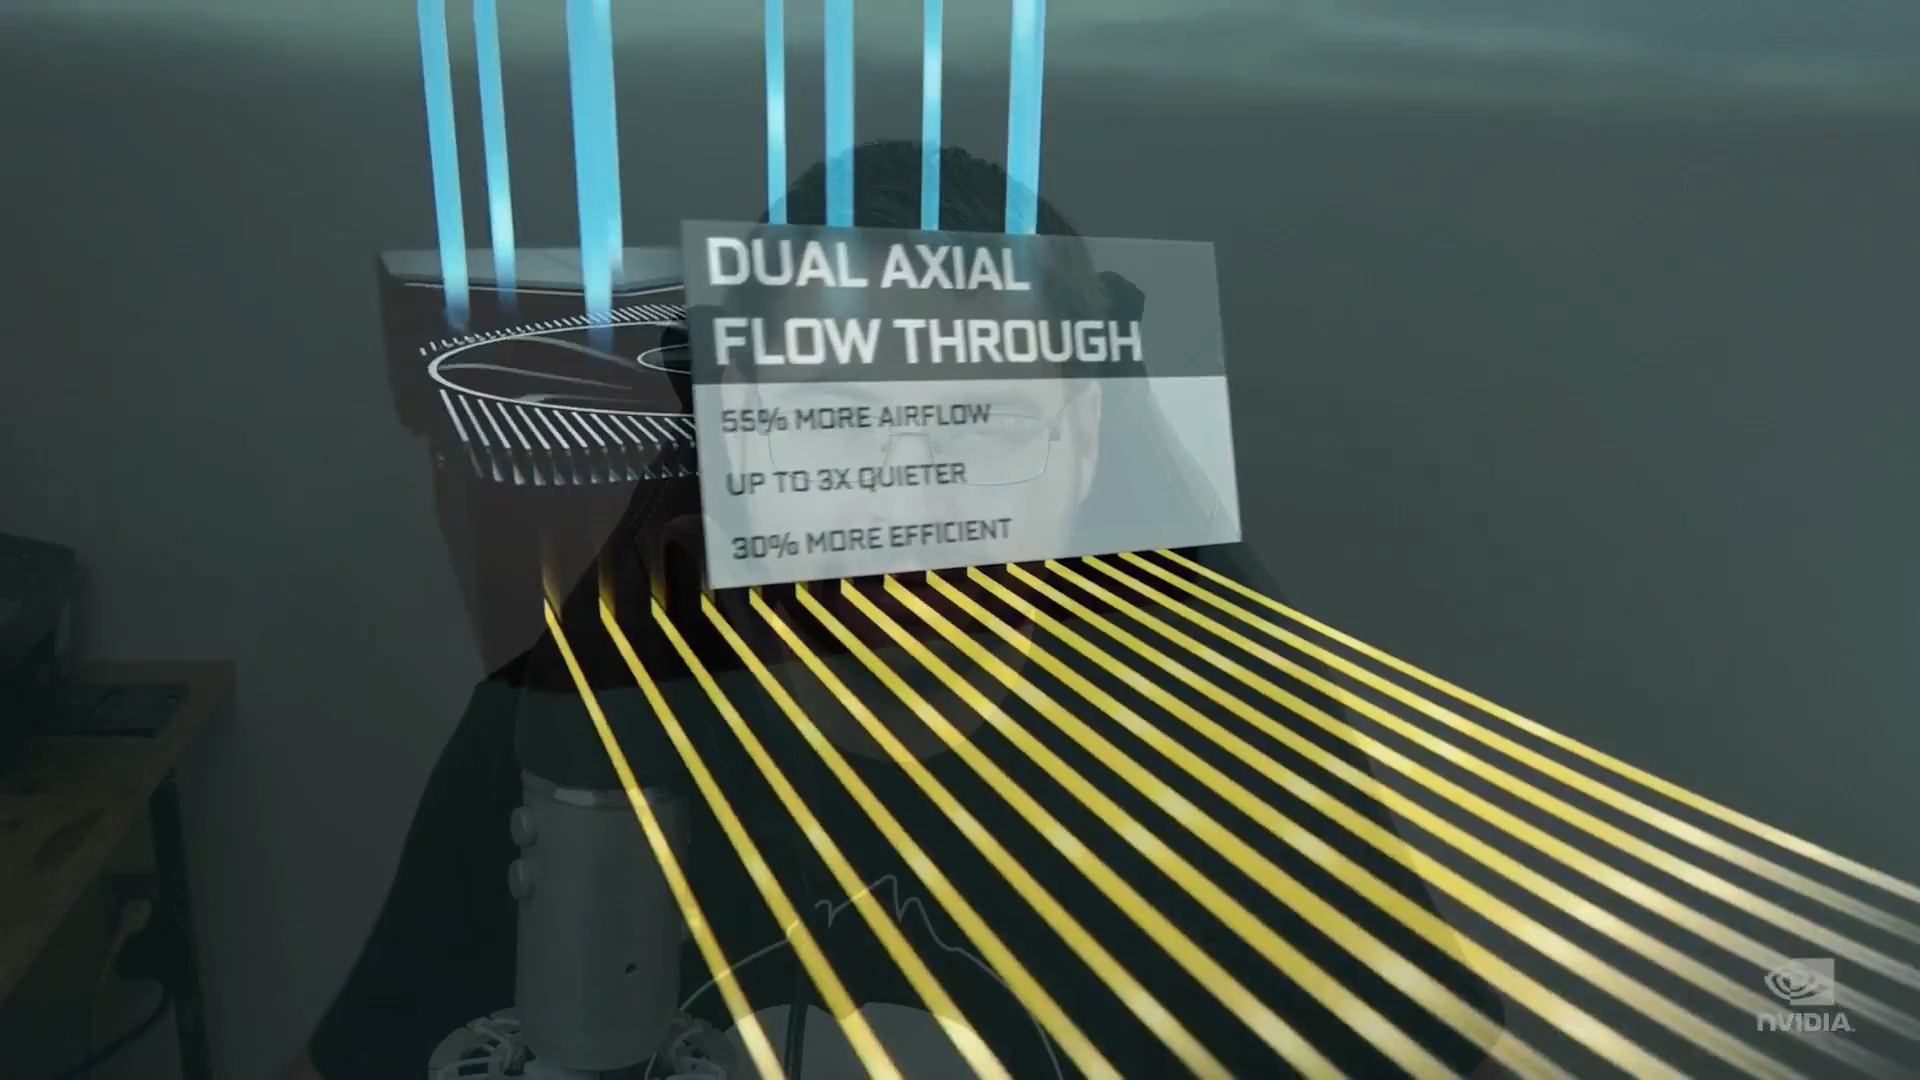 DUAL AXIAL
FLOW THROUGH
55% MORE AIRFLOW
UP TO 3X QUIETER
30% MORE EFFICIENT
NVIDIA